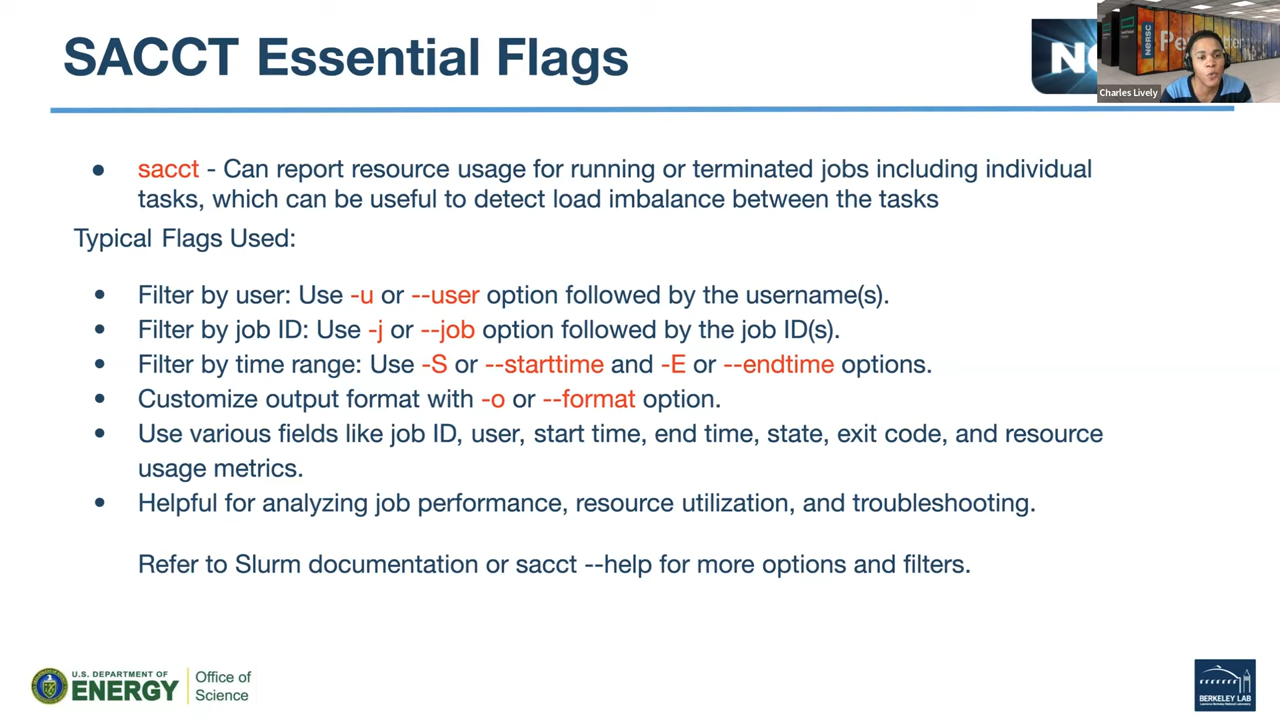 SACCT Essential Flags
NERSC
Charles Lively
● sacct - Can report resource usage for running or terminated jobs including individual
tasks, which can be useful to detect load imbalance between the tasks
Typical Flags Used:
● Filter by user: Use -u or --user option followed by the username(s).
● Filter by job ID: Use -j or --job option followed by the job ID(s).
● Filter by time range: Use -S or --starttime and -E or --endtime options.
● Customize output format with -o or --format option.
● Use various fields like job ID, user, start time, end time, state, exit code, and resource
usage metrics.
● Helpful for analyzing job performance, resource utilization, and troubleshooting.
Refer to Slurm documentation or sacct --help for more options and filters.
U.S. DEPARTMENT OF
ENERGY
Office of
Science
BERKELEY LAB
Lawrence Berkeley National Laboratory